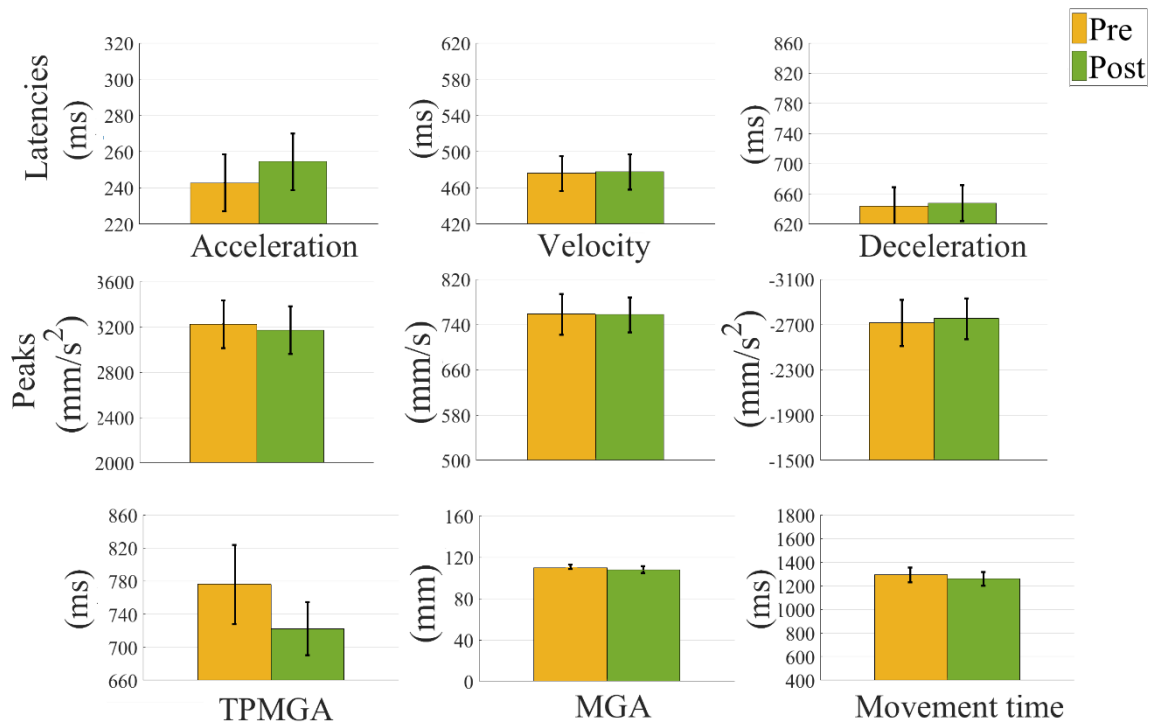 Pre
Post
Latencies
(ms)
320
300
280
260
240
220
Acceleration
(ms)
620
580
540
500
460
420
Velocity
(ms)
860
820
780
740
700
660
620
Deceleration
Peaks
(mm/s²)
3600
3200
2800
2400
2000
(mm/s)
820
740
660
580
500
(mm/s²)
-3100
-2700
-2300
-1900
-1500
(ms)
860
820
780
740
700
660
TPMGA
(mm)
160
120
80
40
0
MGA
(ms)
1800
1600
1400
1200
1000
800
600
400
Movement time